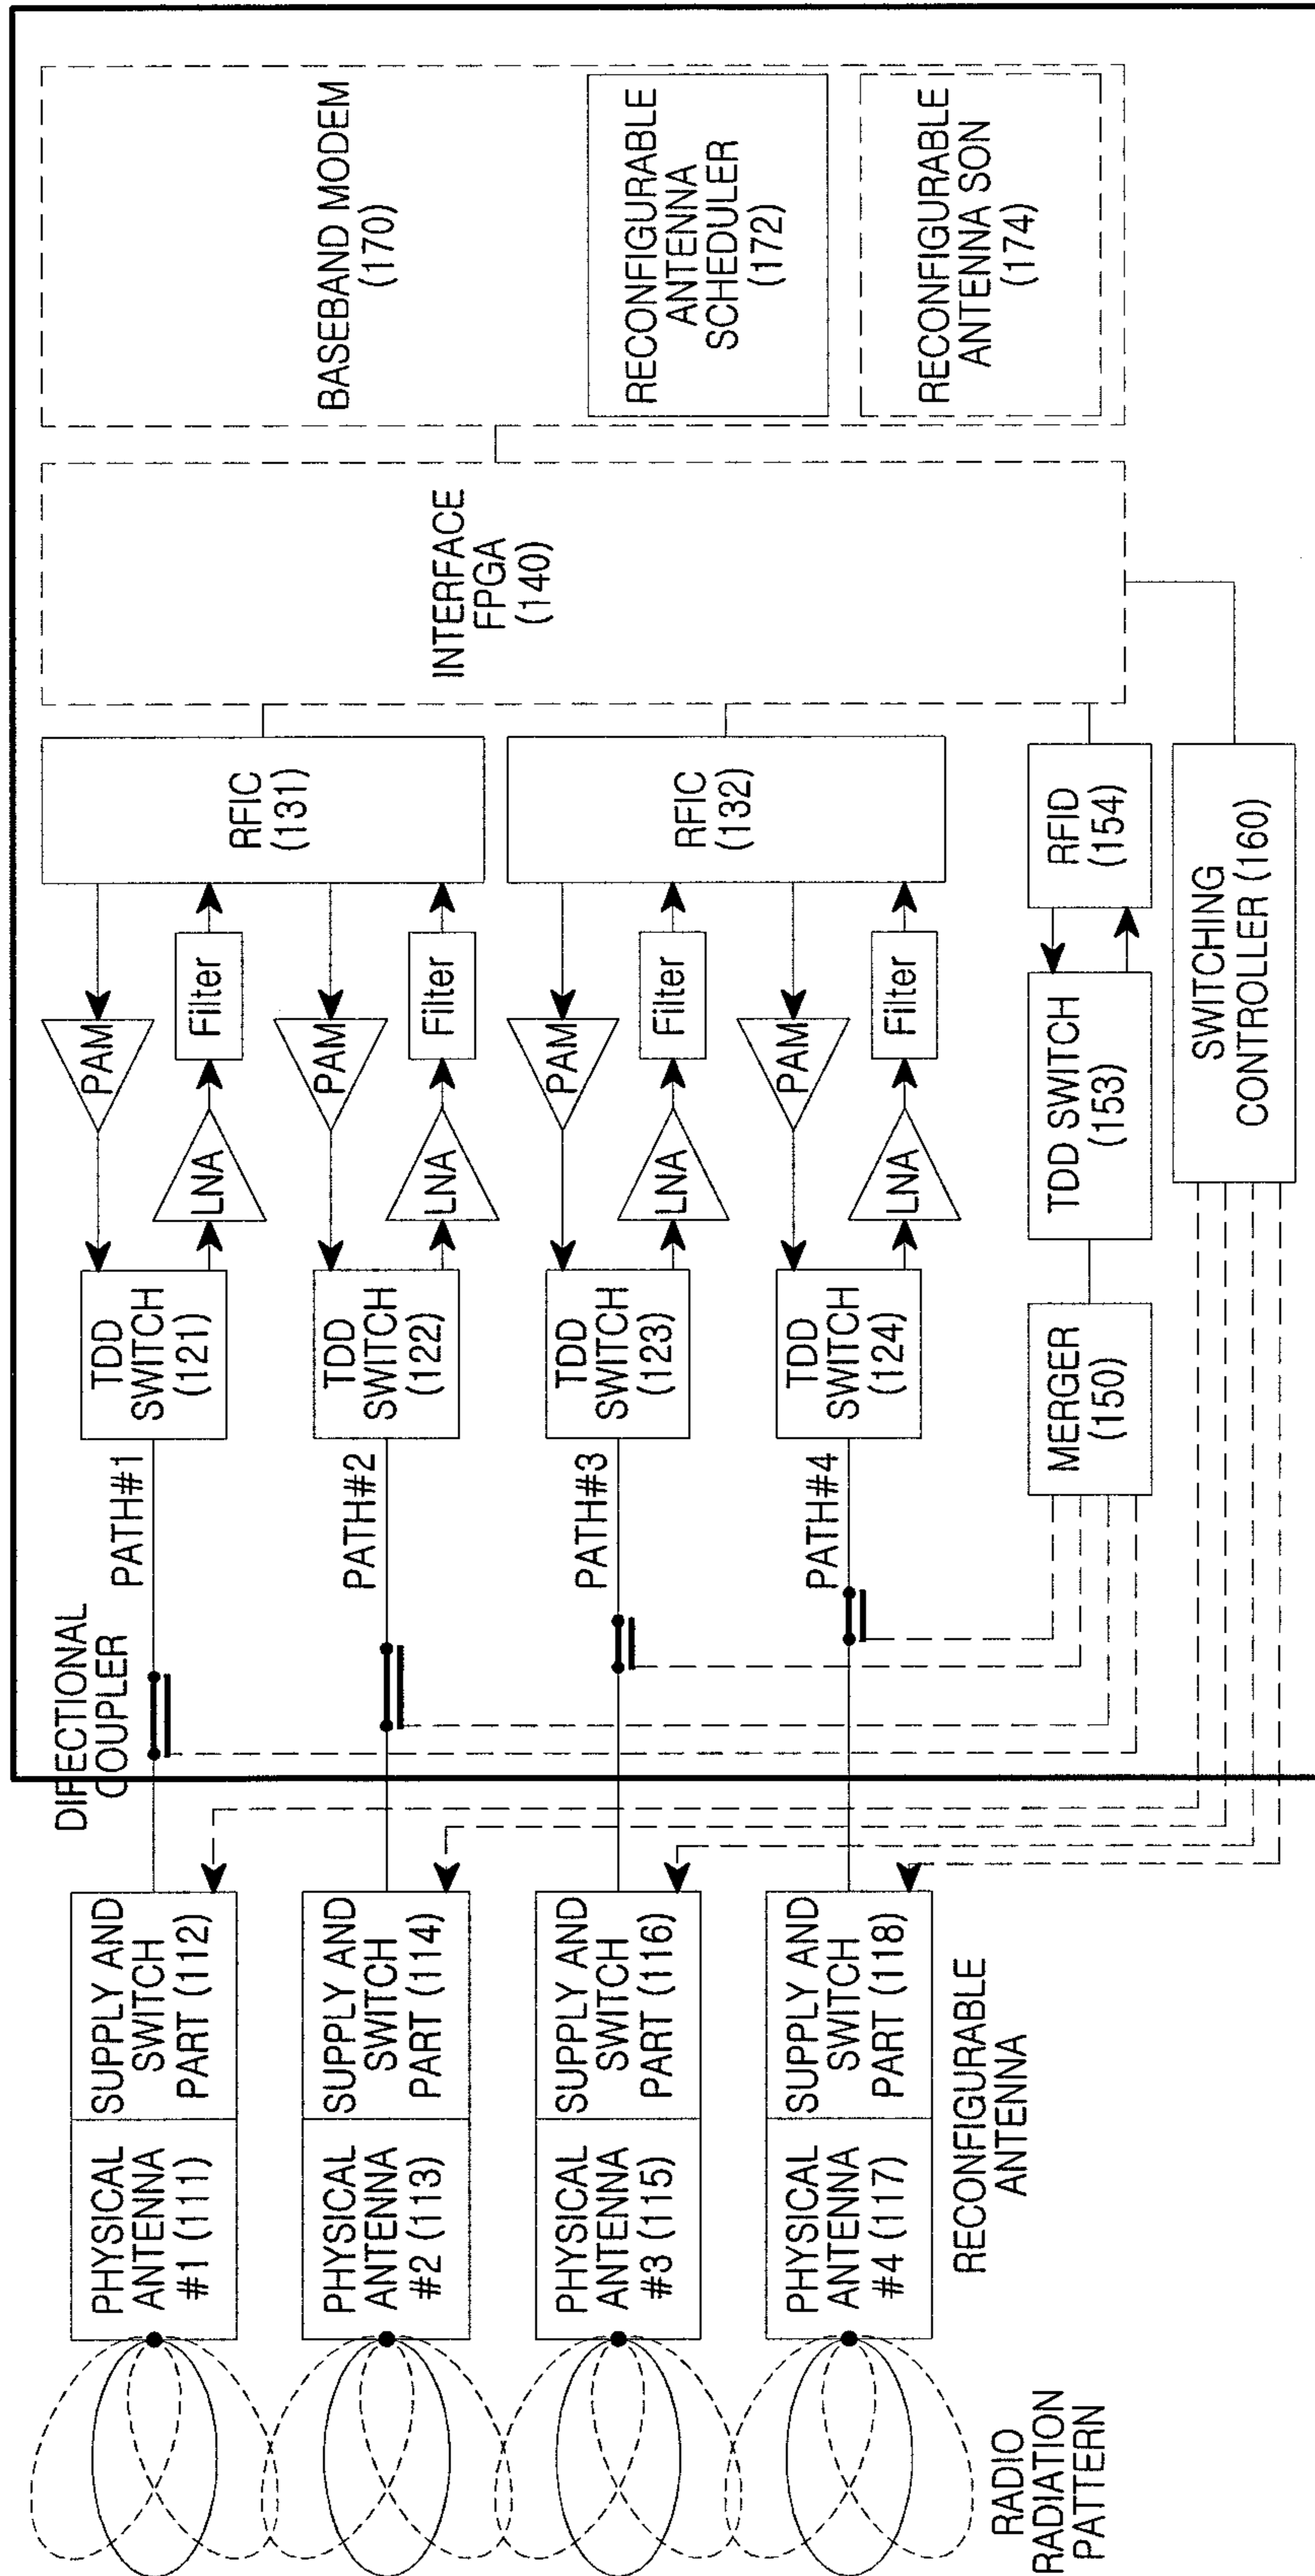 RADIO
RADIATION
PATTERN
PHYSICAL
ANTENNA
#1 (111)
SUPPLY AND
SWITCH
PART (112)
PHYSICAL
ANTENNA
#2 (113)
SUPPLY AND
SWITCH
PART (114)
PHYSICAL
ANTENNA
#3 (115)
SUPPLY AND
SWITCH
PART (116)
PHYSICAL
ANTENNA
#4 (117)
SUPPLY AND
SWITCH
PART (118)
RECONFIGURABLE
ANTENNA
DIRECTIONAL
COUPLER
PATH#1
PATH#2
PATH#3
PATH#4
TDD
SWITCH
(121)
TDD
SWITCH
(122)
TDD
SWITCH
(123)
TDD
SWITCH
(124)
MERGER
(150)
PAM
LNA
Filter
PAM
LNA
Filter
PAM
LNA
Filter
PAM
LNA
Filter
TDD SWITCH
(153)
RFIC
(131)
RFIC
(132)
RFID
(154)
SWITCHING
CONTROLLER (160)
INTERFACE
FPGA
(140)
BASEBAND MODEM
(170)
RECONFIGURABLE
ANTENNA
SCHEDULER
(172)
RECONFIGURABLE
ANTENNA SON
(174)